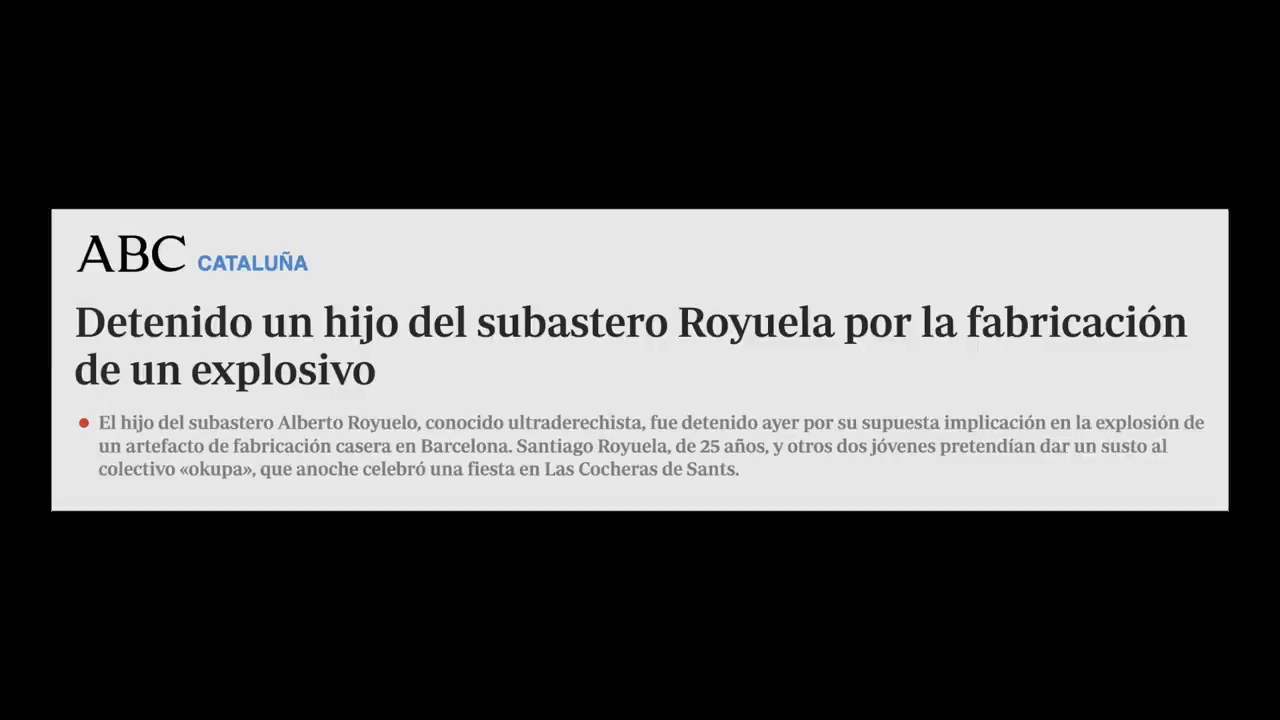 ABC CATALUÑA
Detenido un hijo del subastero Royuela por la fabricación
de un explosivo
El hijo del subastero Alberto Royuelo, conocido ultraderechista, fue detenido ayer por su supuesta implicación en la explosión de
un artefacto de fabricación casera en Barcelona. Santiago Royuela, de 25 años, y otros dos jóvenes pretendían dar un susto al
colectivo «okupa», que anoche celebró una fiesta en Las Cocheras de Sants.